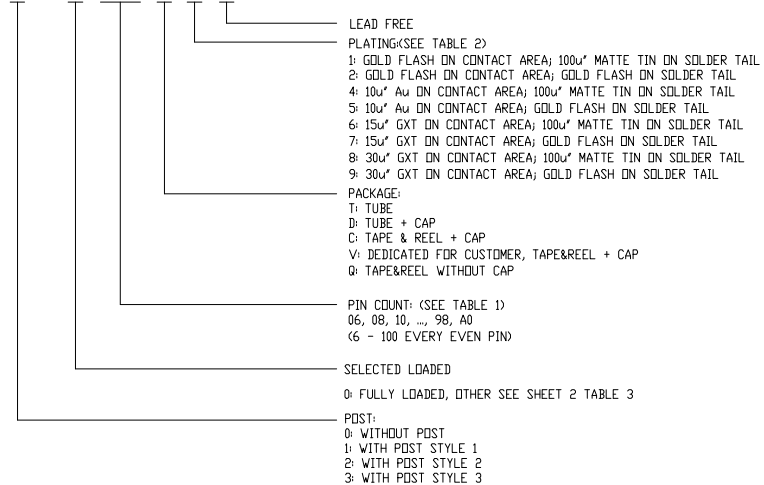 LEAD FREE
PLATING:(SEE TABLE 2)
1: GOLD FLASH ON CONTACT AREA; 100u" MATTE TIN ON SOLDER TAIL
2: GOLD FLASH ON CONTACT AREA; GOLD FLASH ON SOLDER TAIL
4: 10u" Au ON CONTACT AREA; 100u" MATTE TIN ON SOLDER TAIL
5: 10u" Au ON CONTACT AREA; GOLD FLASH ON SOLDER TAIL
6: 15u" GXT ON CONTACT AREA; 100u" MATTE TIN ON SOLDER TAIL
7: 15u" GXT ON CONTACT AREA; GOLD FLASH ON SOLDER TAIL
8: 30u" GXT ON CONTACT AREA; 100u" MATTE TIN ON SOLDER TAIL
9: 30u" GXT ON CONTACT AREA; GOLD FLASH ON SOLDER TAIL
PACKAGE:
T: TUBE
D: TUBE + CAP
C: TAPE & REEL + CAP
V: DEDICATED FOR CUSTOMER, TAPE&REEL + CAP
Q: TAPE&REEL WITHOUT CAP
PIN COUNT: (SEE TABLE 1)
06, 08, 10, ..., 98, A0
(6 - 100 EVERY EVEN PIN)
SELECTED LOADED
0: FULLY LOADED, OTHER SEE SHEET 2 TABLE 3
POST:
0: WITHOUT POST
1: WITH POST STYLE 1
2: WITH POST STYLE 2
3: WITH POST STYLE 3